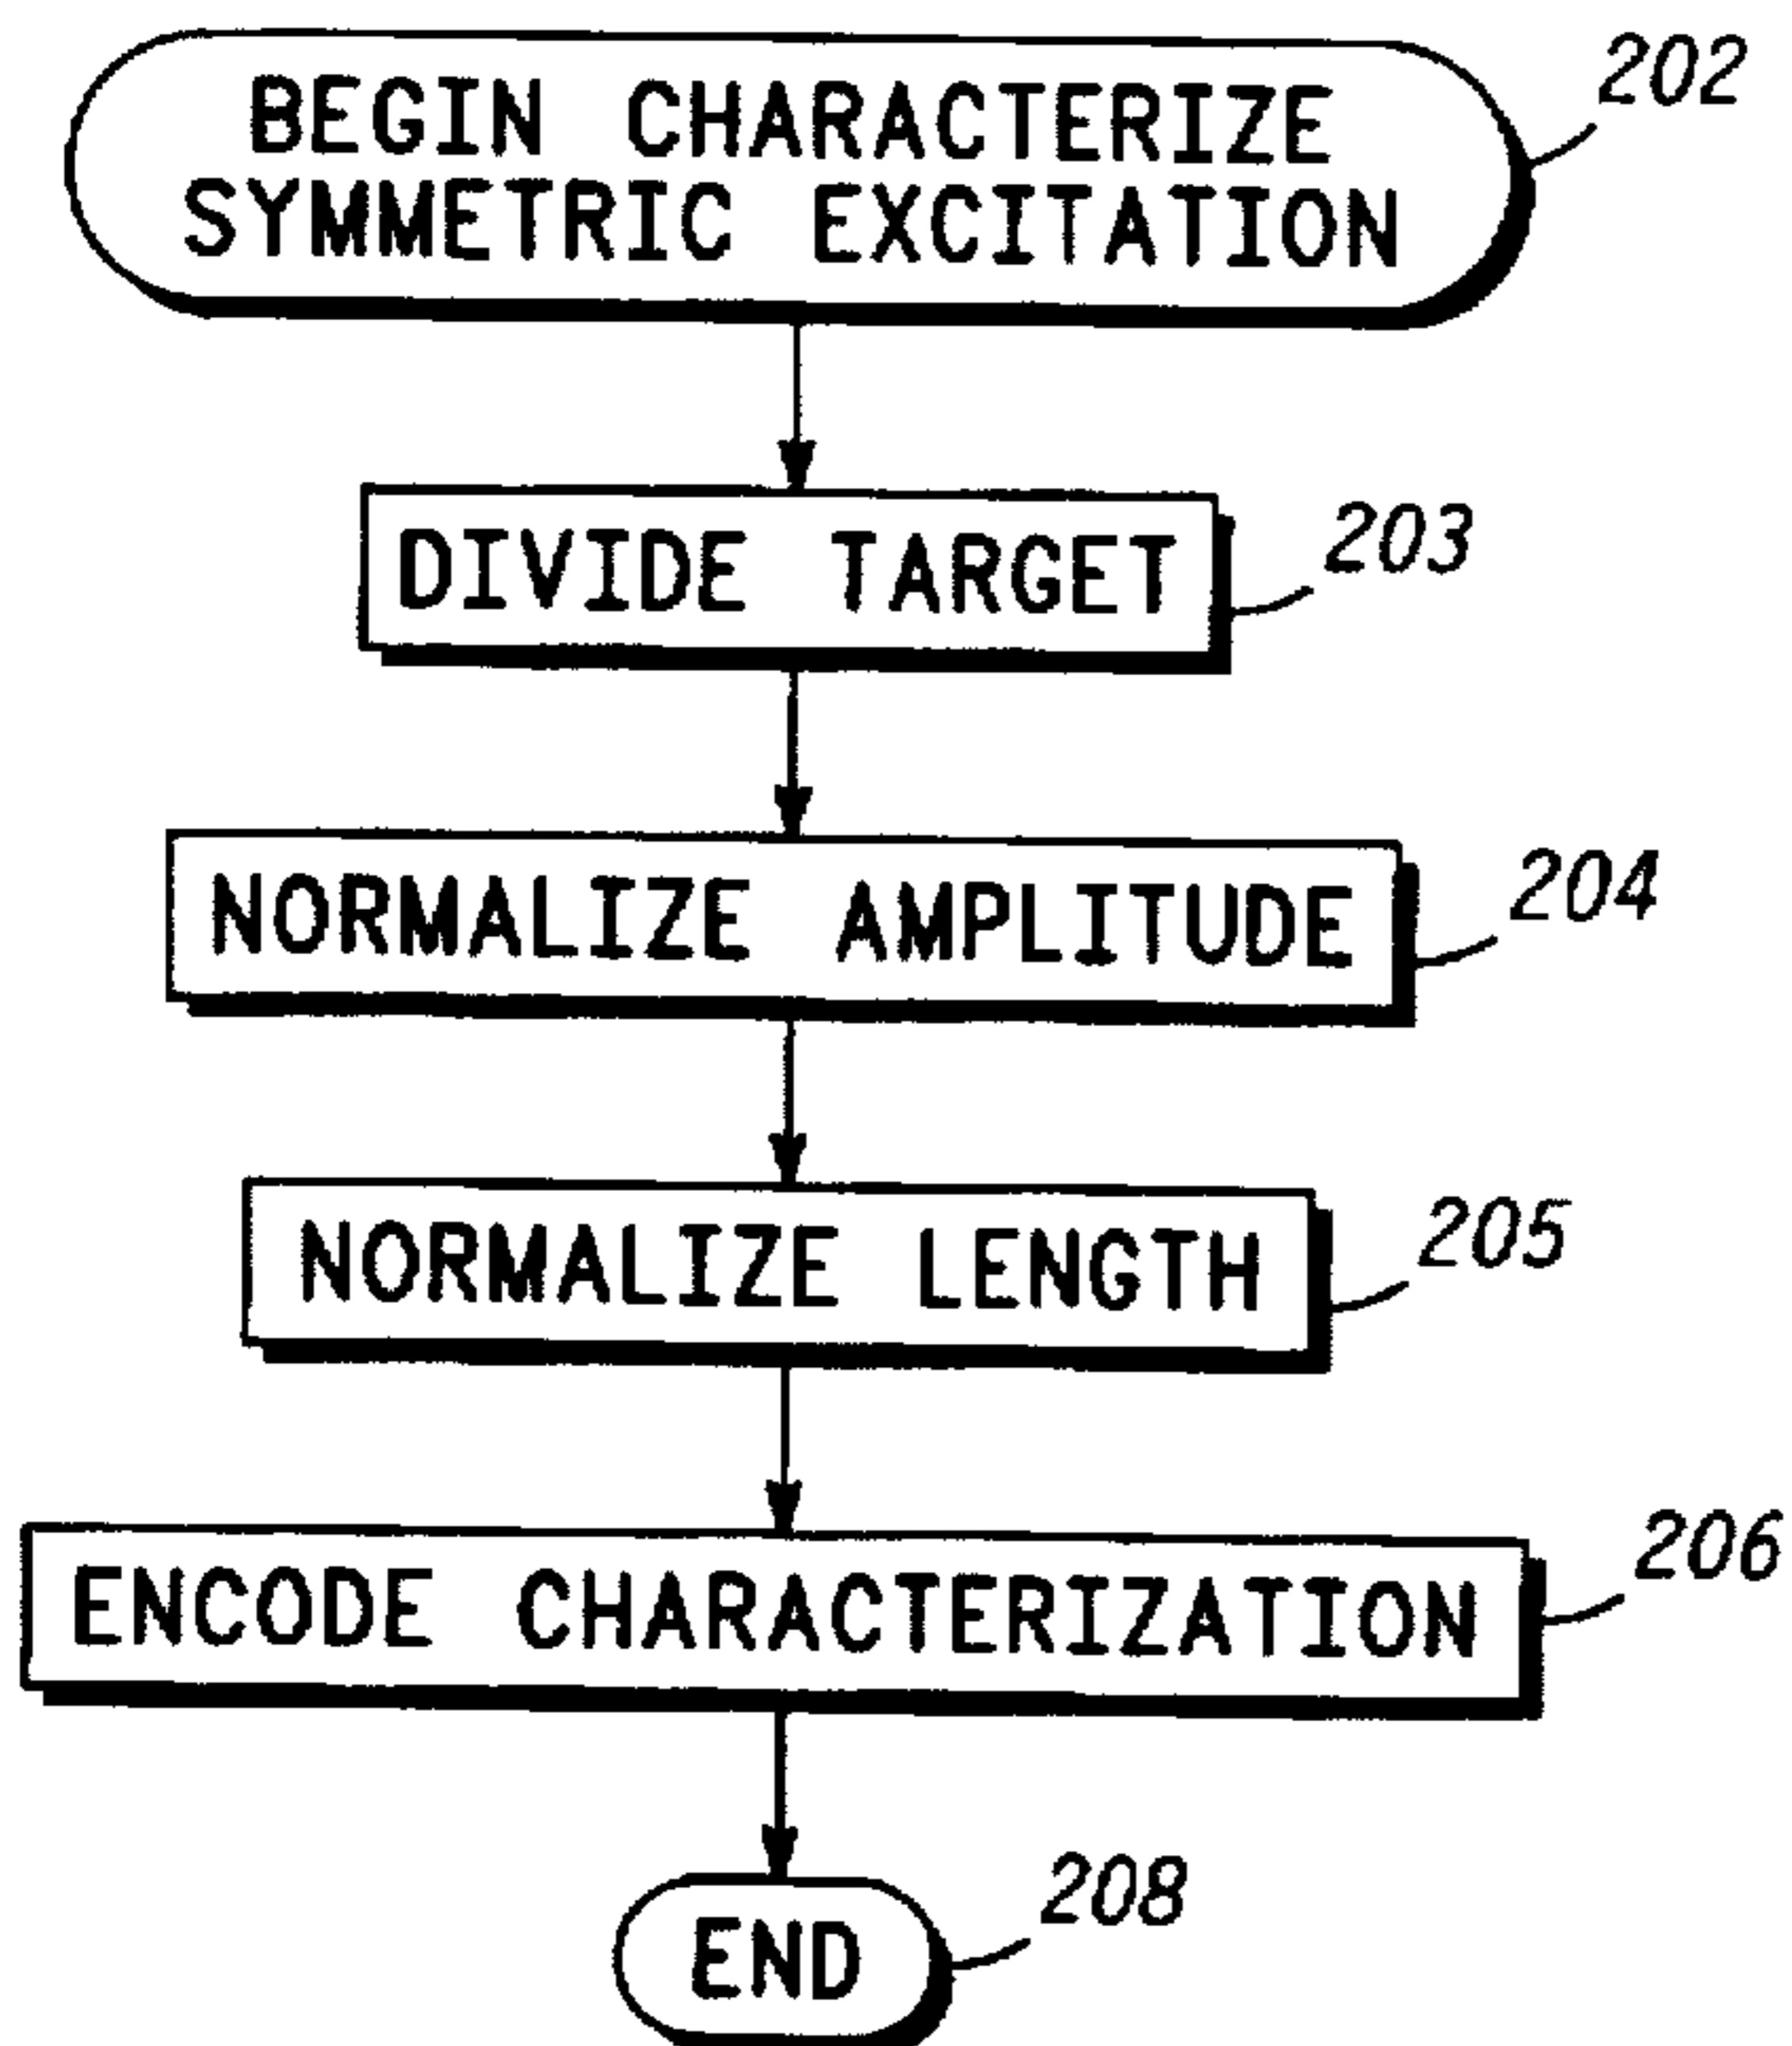 BEGIN CHARACTERIZE
SYMMETRIC EXCITATION
202
DIVIDE TARGET
203
NORMALIZE AMPLITUDE
204
NORMALIZE LENGTH
205
ENCODE CHARACTERIZATION
206
END
208